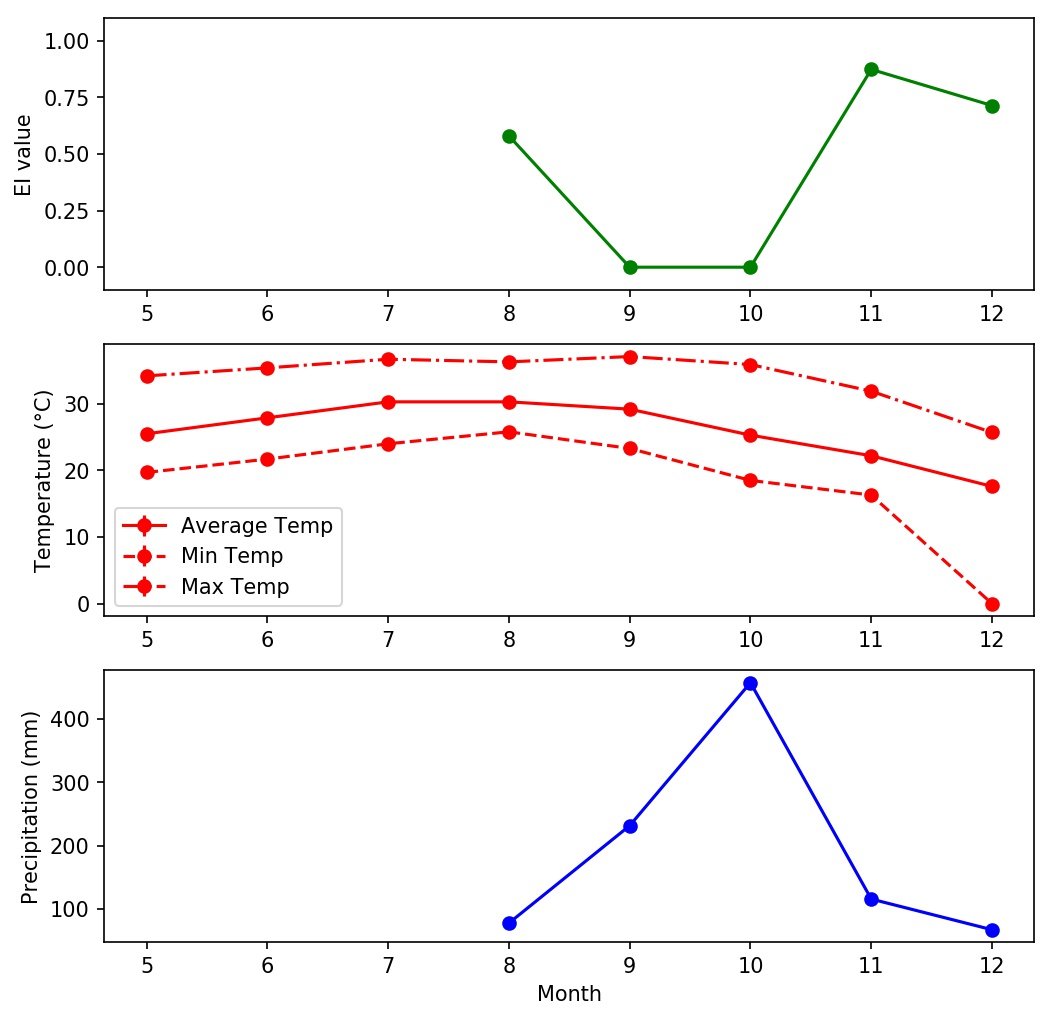 1.00
0.75
0.50
0.25
0.00
EI value
5 6 7 8 9 10 11 12
30
20
10
0
Temperature (°C)
Average Temp
Min Temp
Max Temp
5 6 7 8 9 10 11 12
400
300
200
100
Precipitation (mm)
5 6 7 8 9 10 11 12
Month